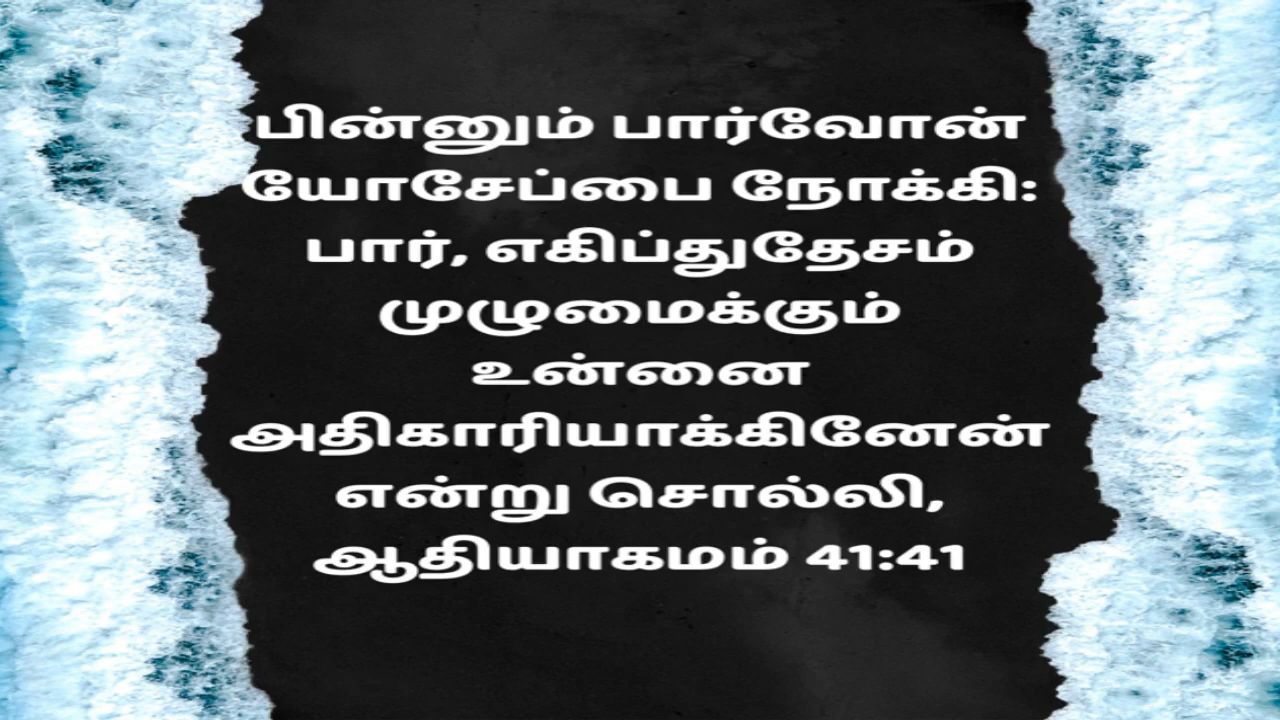 பின்னும் பார்வோன்
யோசேப்பை நோக்கி:
பார், எகிப்துதேசம்
முழுமைக்கும்
உன்னை
அதிகாரியாக்கினேன்
என்று சொல்லி,
ஆதியாகமம் 41:41